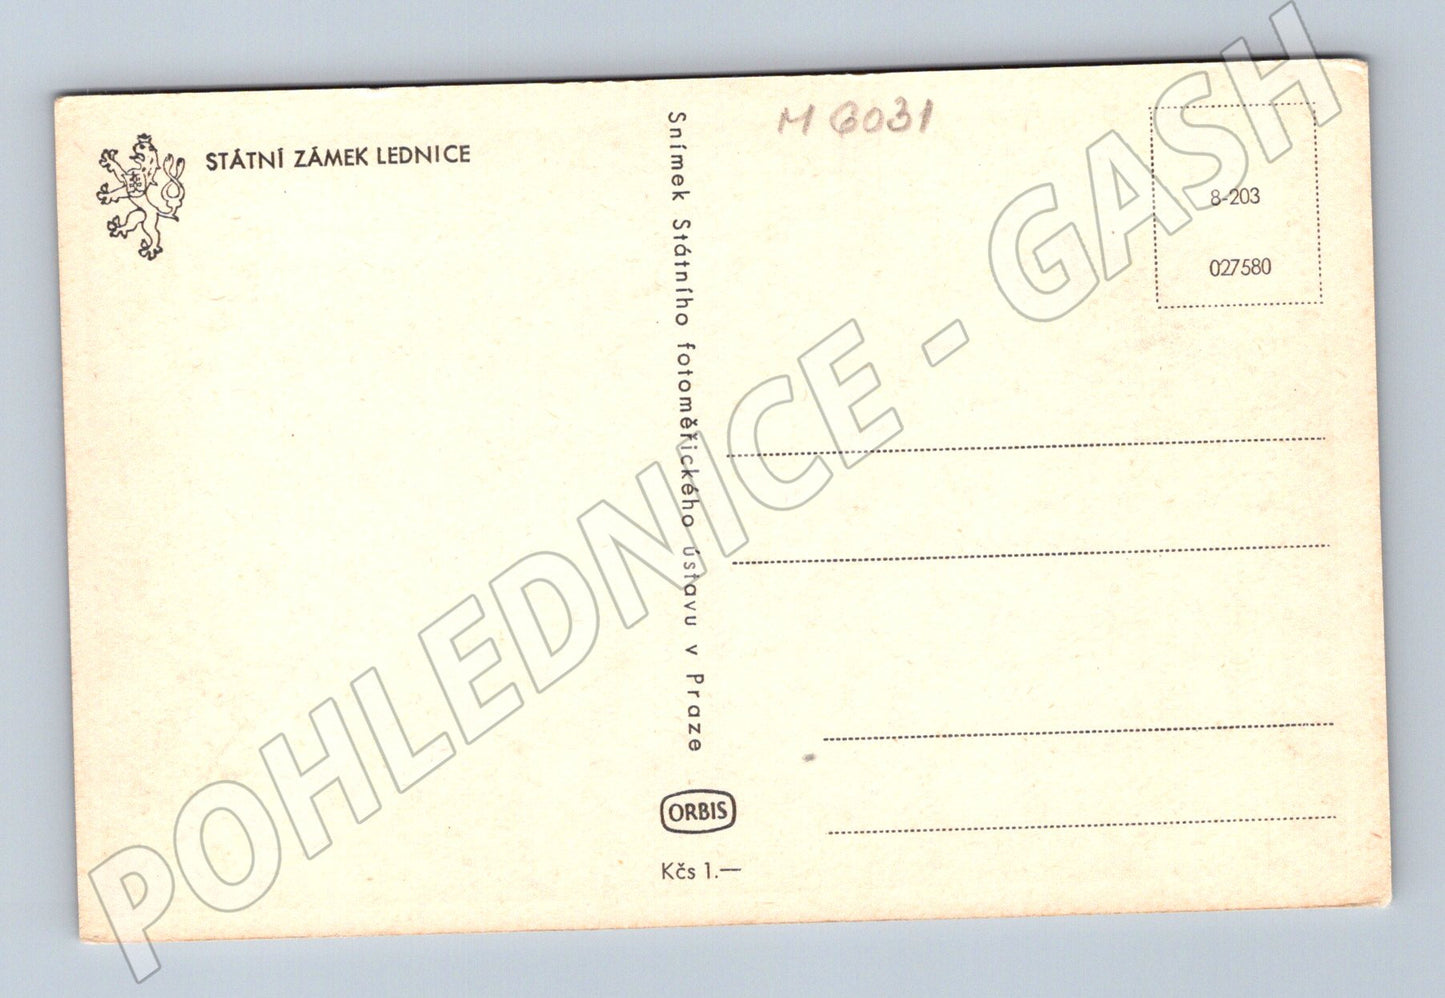 STÁTNÍ ZÁMEK LEDNICE
Snímek Státního fotoměřického ústavu v Praze
M 6031
8-203
027580
ORBIS
Kčs 1.—
POHLEDNICE - GASH